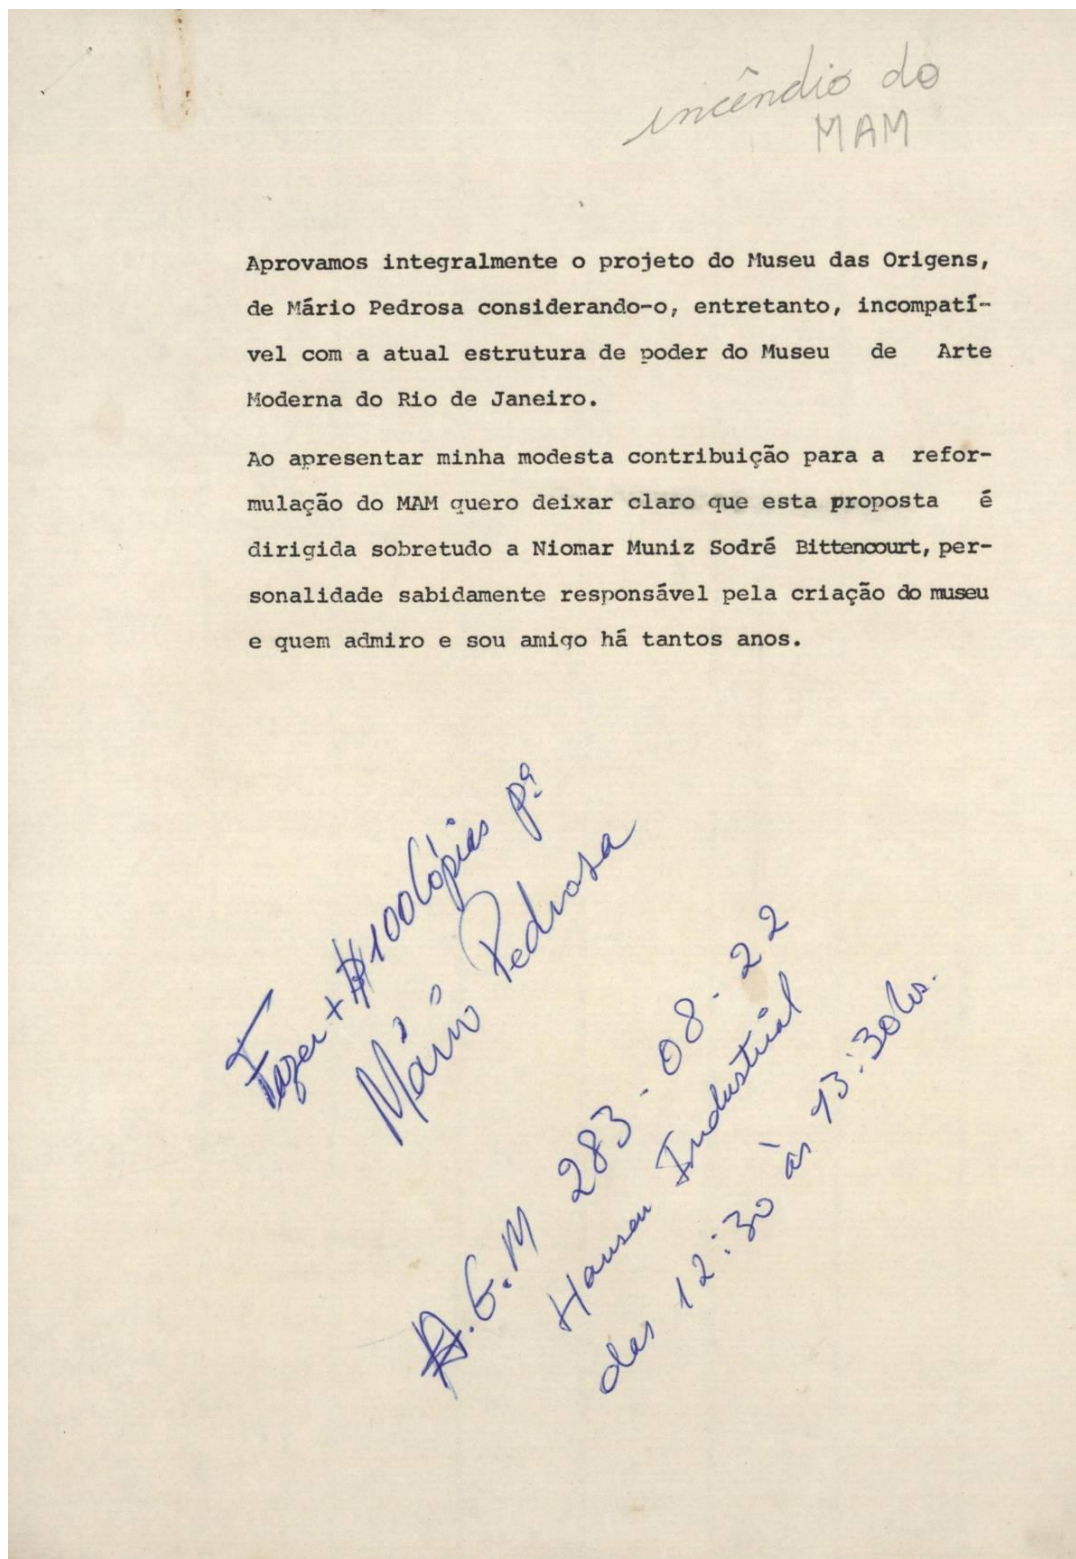 incêndio do
MAM
Aprovamos integralmente o projeto do Museu das Origens,
de Mário Pedrosa considerando-o, entretanto, incompatí-
vel com a atual estrutura de poder do Museu de Arte
Moderna do Rio de Janeiro.
Ao apresentar minha modesta contribuição para a refor-
mulação do MAM quero deixar claro que esta proposta é
dirigida sobretudo a Niomar Muniz Sodré Bittencourt, per-
sonalidade sabidamente responsável pela criação do museu
e quem admiro e sou amigo há tantos anos.
Fazer + 100 Cópias pª
Mário Pedrosa
A.G.M 283-08-22
Hansen Industrial
das 12:30 às 13:30hs.